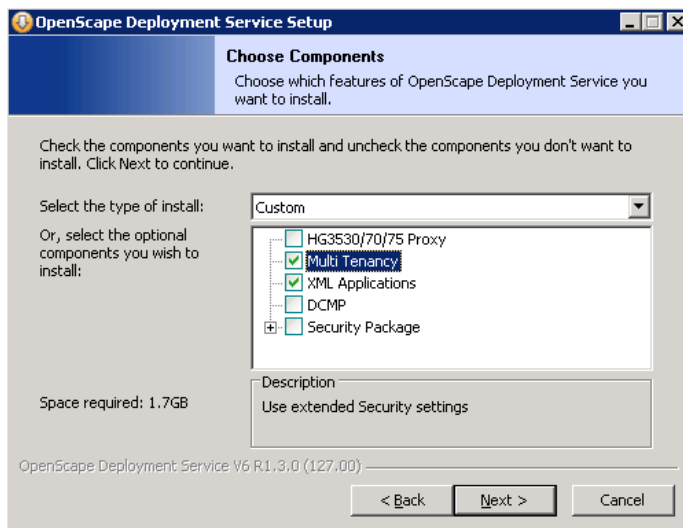 OpenScape Deployment Service Setup
Choose Components
Choose which features of OpenScape Deployment Service you
want to install.
Check the components you want to install and uncheck the components you don't want to
install. Click Next to continue.
Select the type of install:
Custom
Or, select the optional
components you wish to
install:
HG3530/70/75 Proxy
Multi Tenancy
XML Applications
DCMP
Security Package
Space required: 1.7GB
Description
Use extended Security settings
OpenScape Deployment Service V6 R1.3.0 (127.00)
< Back
Next >
Cancel